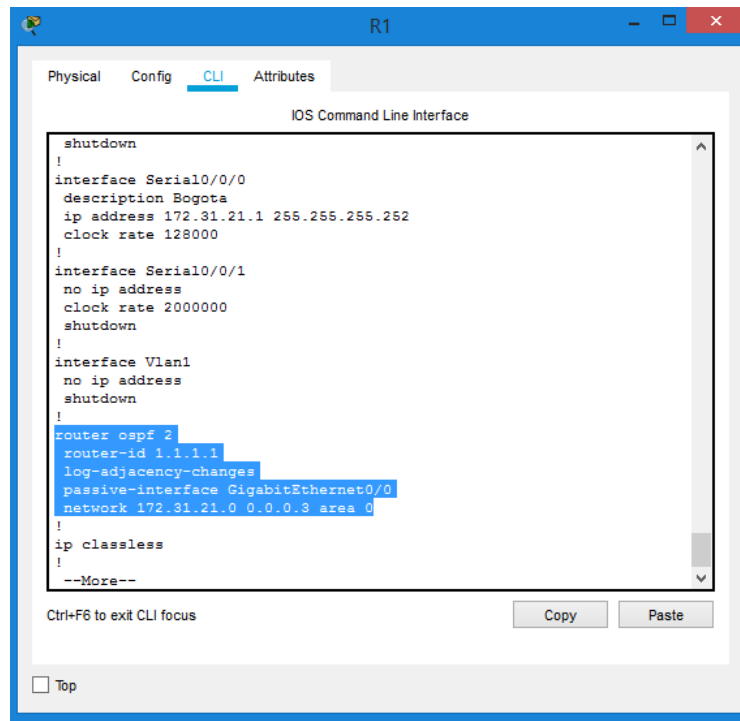 R1
Physical Config CLI Attributes
IOS Command Line Interface
shutdown
!
interface Serial0/0/0
description Bogota
ip address 172.31.21.1 255.255.255.252
clock rate 128000
!
interface Serial0/0/1
no ip address
clock rate 2000000
shutdown
!
interface Vlan1
no ip address
shutdown
!
router ospf 2
router-id 1.1.1.1
log-adjacency-changes
passive-interface GigabitEthernet0/0
network 172.31.21.0 0.0.0.3 area 0
!
ip classless
!
--More--
Ctrl+F6 to exit CLI focus Copy Paste
Top